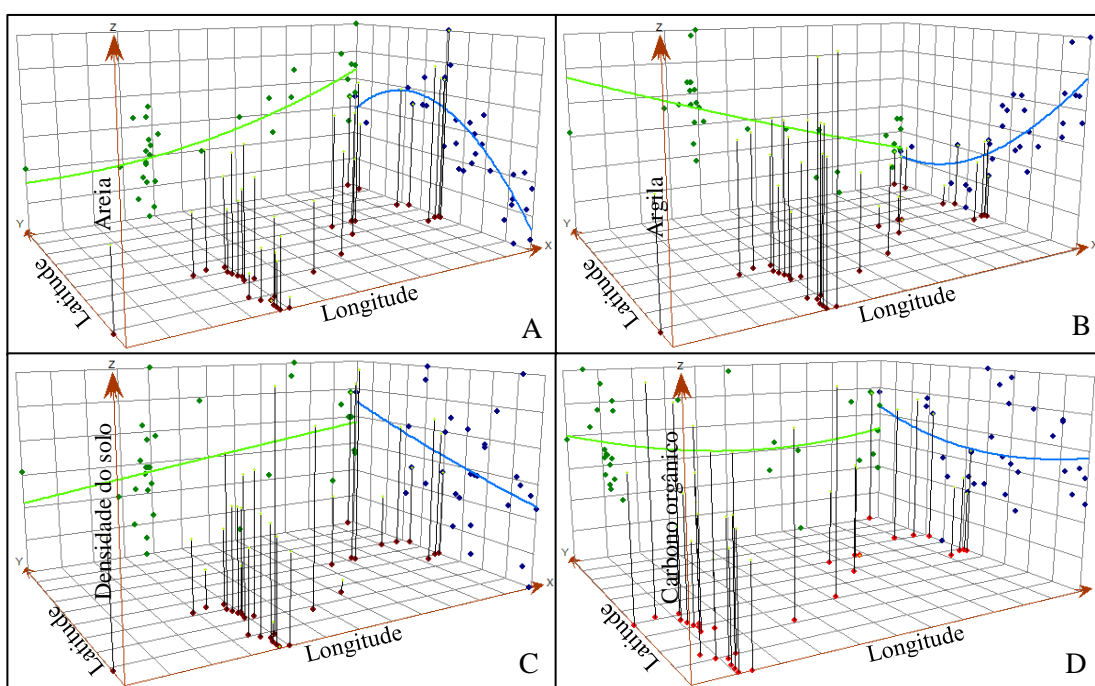 Z
Areia
Y
X
Latitude
Longitude
A
Z
Argila
Y
X
Latitude
Longitude
B
Z
Densidade do solo
Y
X
Latitude
Longitude
C
Z
Carbono orgânico
Y
Latitude
Longitude
D